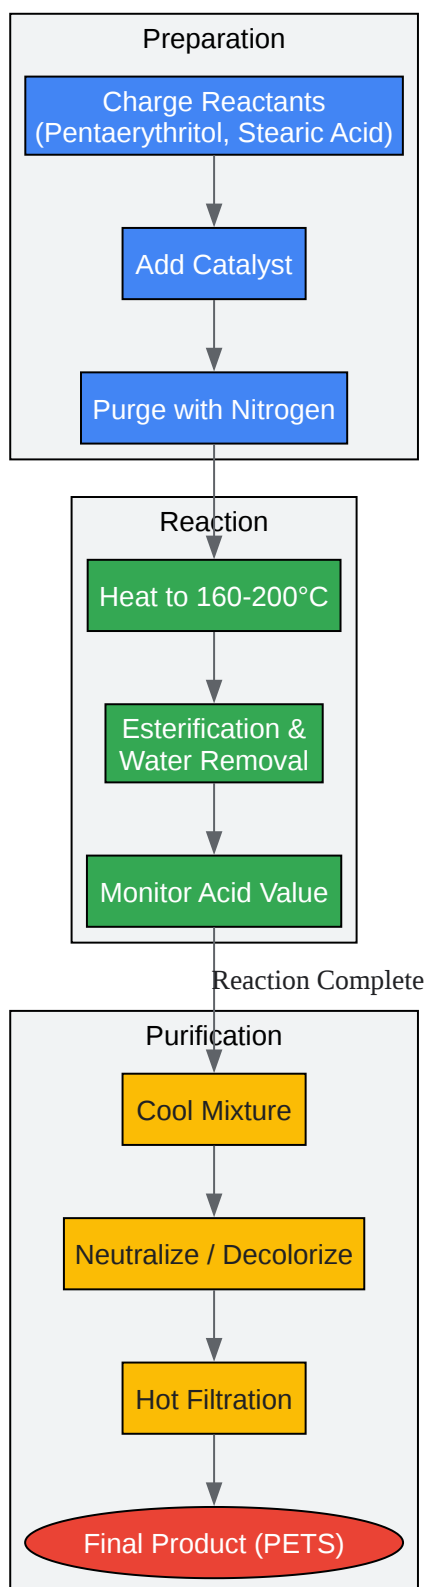 Preparation
Charge Reactants
(Pentaerythritol, Stearic Acid)
Add Catalyst
Purge with Nitrogen
Reaction
Heat to 160-200°C
Esterification &
Water Removal
Monitor Acid Value
Reaction Complete
Purification
Cool Mixture
Neutralize / Decolorize
Hot Filtration
Final Product (PETS)